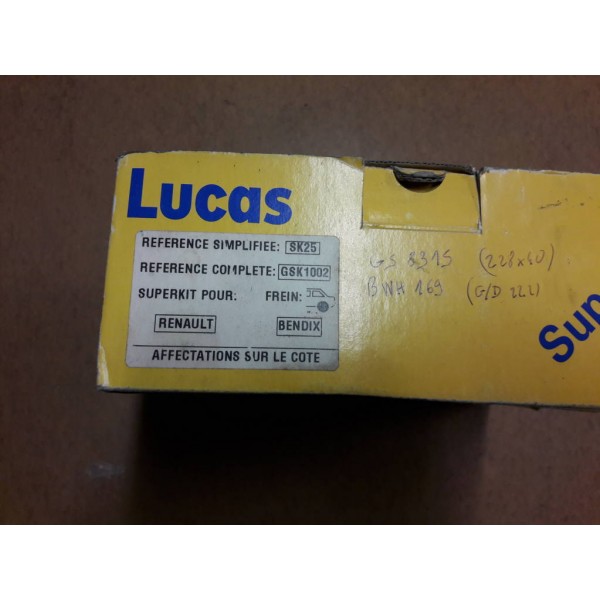 LUCAS
REFERENCE SIMPLIFIEE: SK25
REFERENCE COMPLETE: GSK1002
SUPERKIT POUR: FREIN:
RENAULT BENDIX
AFFECTATIONS SUR LE COTE
GS 8315 (228x40)
BWH 169 (G/D 222)
Sup